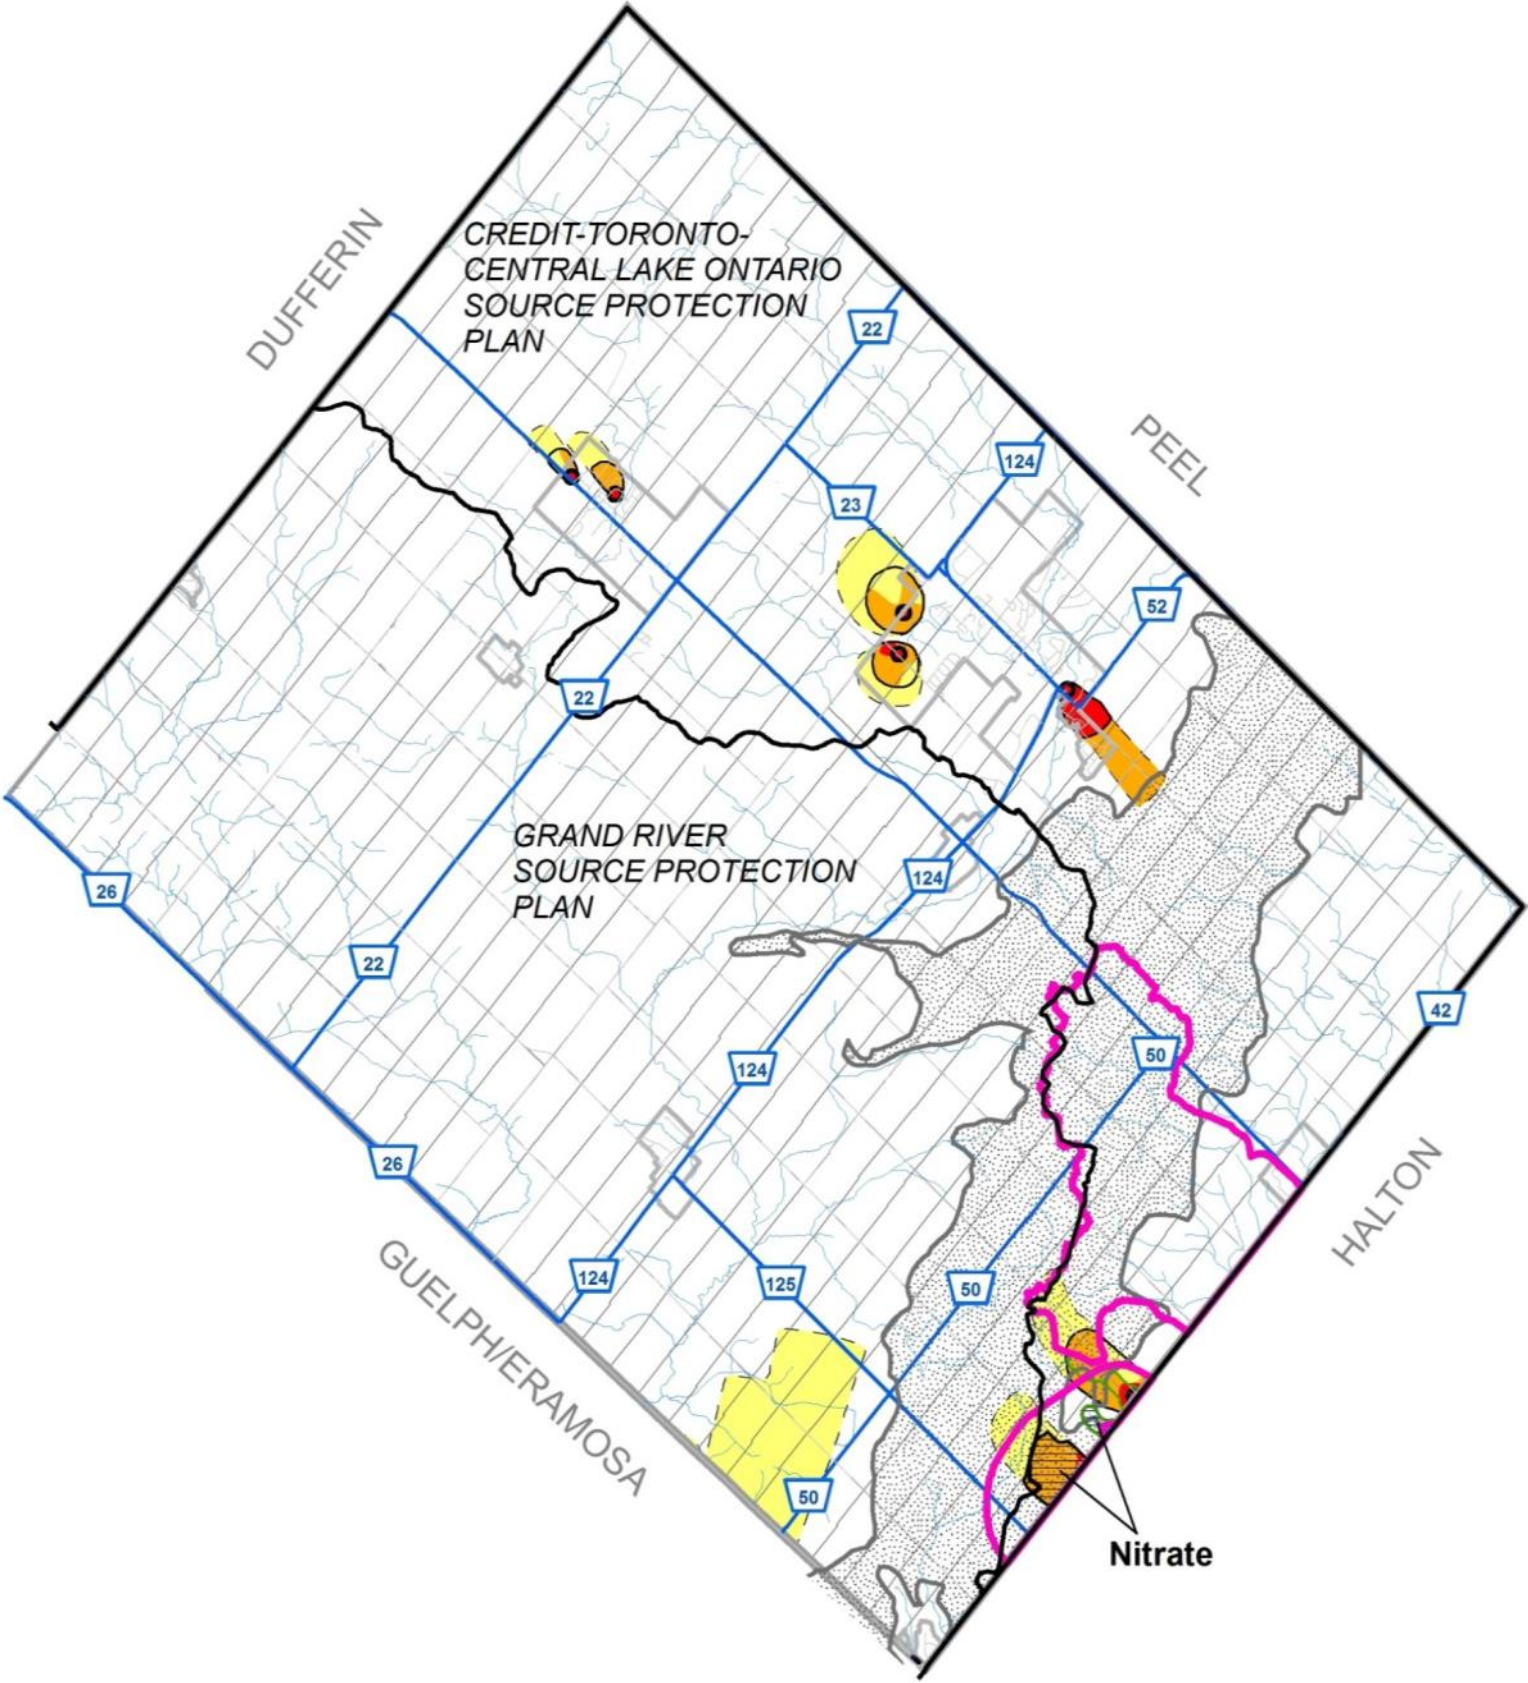 DUFFERIN
CREDIT-TORONTO-
CENTRAL LAKE ONTARIO
SOURCE PROTECTION
PLAN
22
PEEL
124
23
52
22
GRAND RIVER
SOURCE PROTECTION
PLAN
124
26
22
42
50
124
HALTON
26
GUELPH/ERAMOSA
124
125
50
50
Nitrate